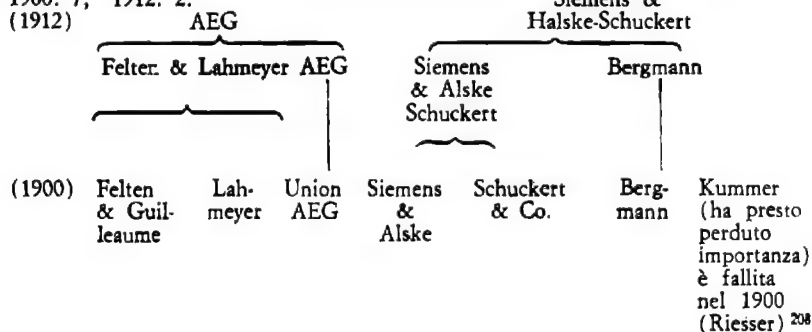 1900: 7; 1912: 2.
Siemens &
(1912) AEG Halske-Schuckert
Felten & Lahmeyer AEG Siemens Bergmann
& Alske
Schuckert
(1900) Felten Lah- Union Siemens Schuckert Berg- Kummer
& Guil- meyer AEG & & Co. mann (ha presto
leaume Alske perduto
importanza)
è fallita
nel 1900
(Riesser) 208